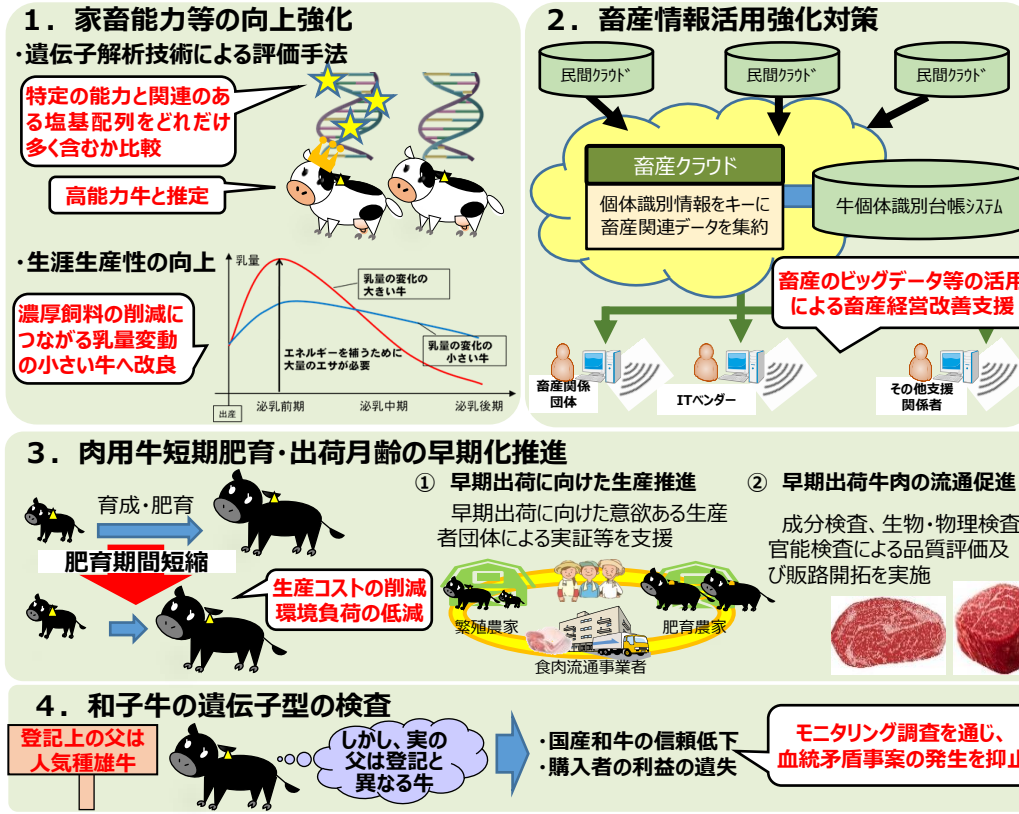 １．家畜能力等の向上強化
・遺伝子解析技術による評価手法
特定の能力と関連のあ
る塩基配列をどれだけ
多く含むか比較
高能力牛と推定
・生涯生産性の向上
濃厚飼料の削減に
つながる乳量変動
の小さい牛へ改良
乳量
乳量の変化の
大きい牛
乳量の変化の
小さい牛
エネルギーを補うために
大量のエサが必要
出産
泌乳前期
泌乳中期
泌乳後期
２．畜産情報活用強化対策
民間ｸﾗｳﾄﾞ
民間ｸﾗｳﾄﾞ
民間ｸﾗｳﾄﾞ
畜産クラウド
個体識別情報をキーに
畜産関連データを集約
牛個体識別台帳ｼｽﾃﾑ
畜産のビッグデータ等の活用
による畜産経営改善支援
畜産関係
団体
ITベンダー
その他支援
関係者
３．肉用牛短期肥育・出荷月齢の早期化推進
育成・肥育
肥育期間短縮
生産コストの削減
環境負荷の低減
① 早期出荷に向けた生産推進
早期出荷に向けた意欲ある生産
者団体による実証等を支援
繁殖農家
肥育農家
食肉流通事業者
② 早期出荷牛肉の流通促進
成分検査、生物・物理検査
官能検査による品質評価及
び販路開拓を実施
４．和子牛の遺伝子型の検査
登記上の父は
人気種雄牛
しかし、実の
父は登記と
異なる牛
・国産和牛の信頼低下
・購入者の利益の遺失
モニタリング調査を通じ、
血統矛盾事案の発生を抑止